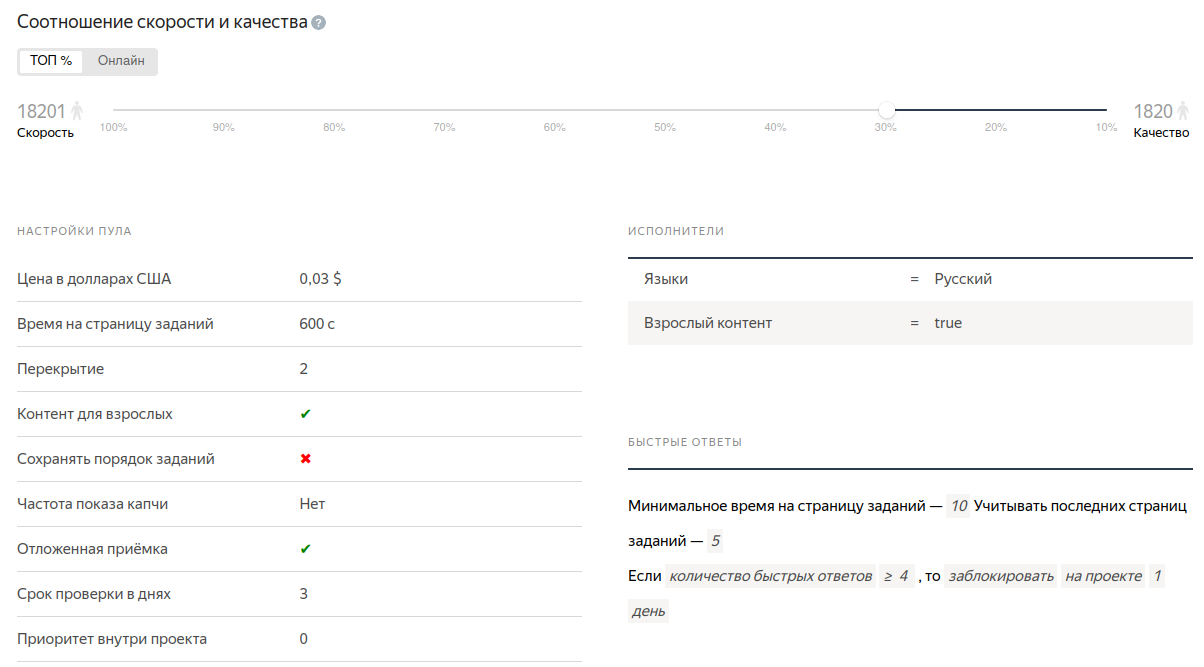 Соотношение скорости и качества ?
ТОП % Онлайн
18201 1820
Скорость 100% 90% 80% 70% 60% 50% 40% 30% 20% 10% Качество
НАСТРОЙКИ ПУЛА
Цена в долларах США 0,03 $
Время на страницу заданий 600 с
Перекрытие 2
Контент для взрослых ✔
Сохранять порядок заданий ✖
Частота показа капчи Нет
Отложенная приёмка ✔
Срок проверки в днях 3
Приоритет внутри проекта 0
ИСПОЛНИТЕЛИ
Языки = Русский
Взрослый контент = true
БЫСТРЫЕ ОТВЕТЫ
Минимальное время на страницу заданий — 10 Учитывать последних страниц
заданий — 5
Если количество быстрых ответов ≥ 4 , то заблокировать на проекте 1
день